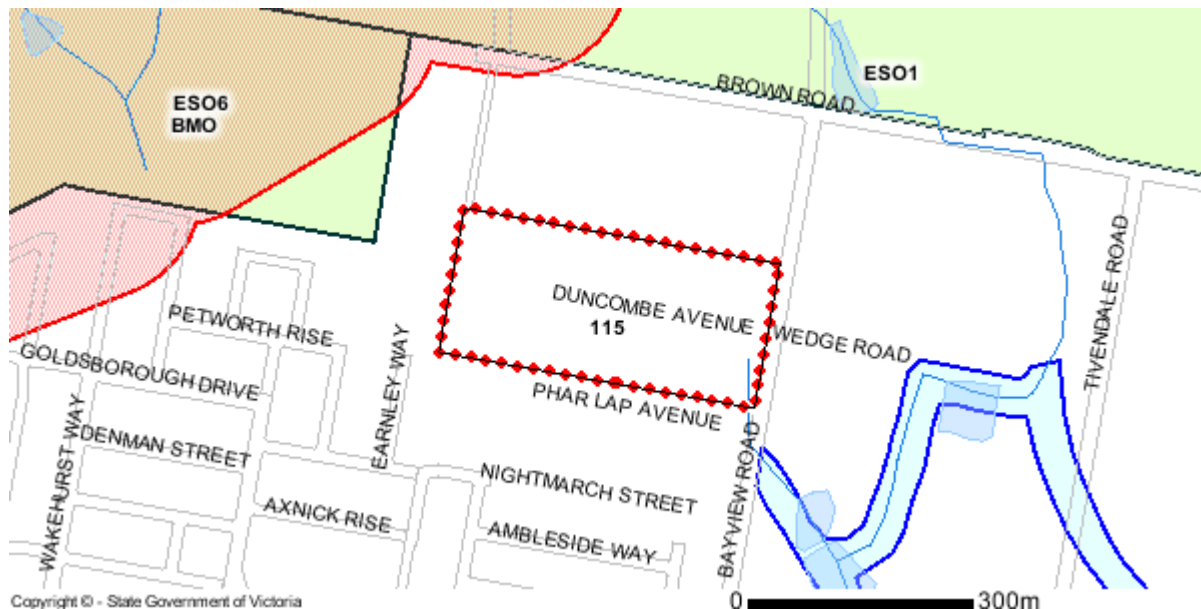 ESO1
BROWN ROAD
ESO6
BMO
TIVENDALE ROAD
DUNCOMBE AVENUE
WEDGE ROAD
115
PETWORTH RISE
GOLDSBOROUGH DRIVE
EARNLEY WAY
PHAR LAP AVENUE
DENMAN STREET
WAKEHURST WAY
NIGHTMARCH STREET
AXNICK RISE
AMBLESIDE WAY
BAYVIEW ROAD
Copyright © - State Government of Victoria
0 300m